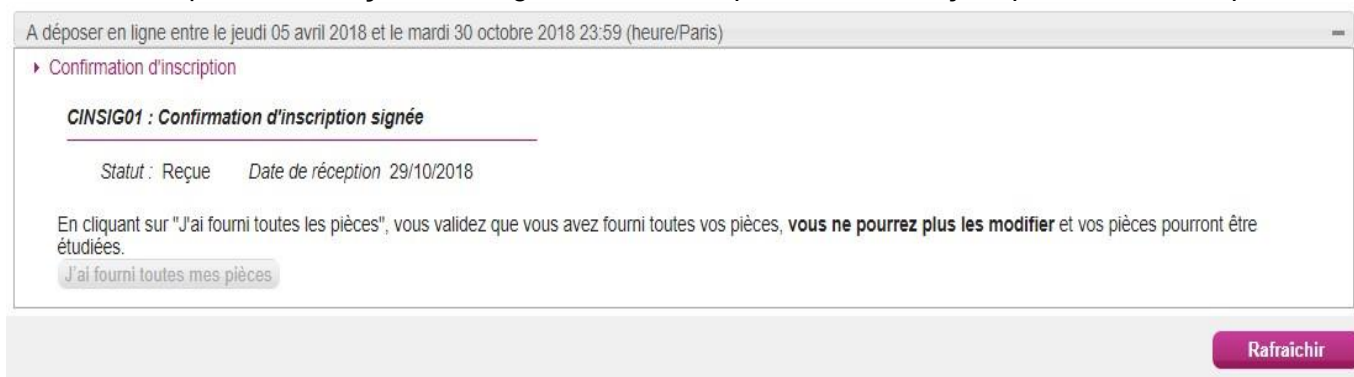 A déposer en ligne entre le jeudi 05 avril 2018 et le mardi 30 octobre 2018 23:59 (heure/Paris)
Confirmation d'inscription
CINSIG01 : Confirmation d'inscription signée
Statut : Reçue Date de réception 29/10/2018
En cliquant sur "J'ai fourni toutes les pièces", vous validez que vous avez fourni toutes vos pièces, vous ne pourrez plus les modifier et vos pièces pourront être
étudiées.
J'ai fourni toutes mes pièces
Rafraîchir